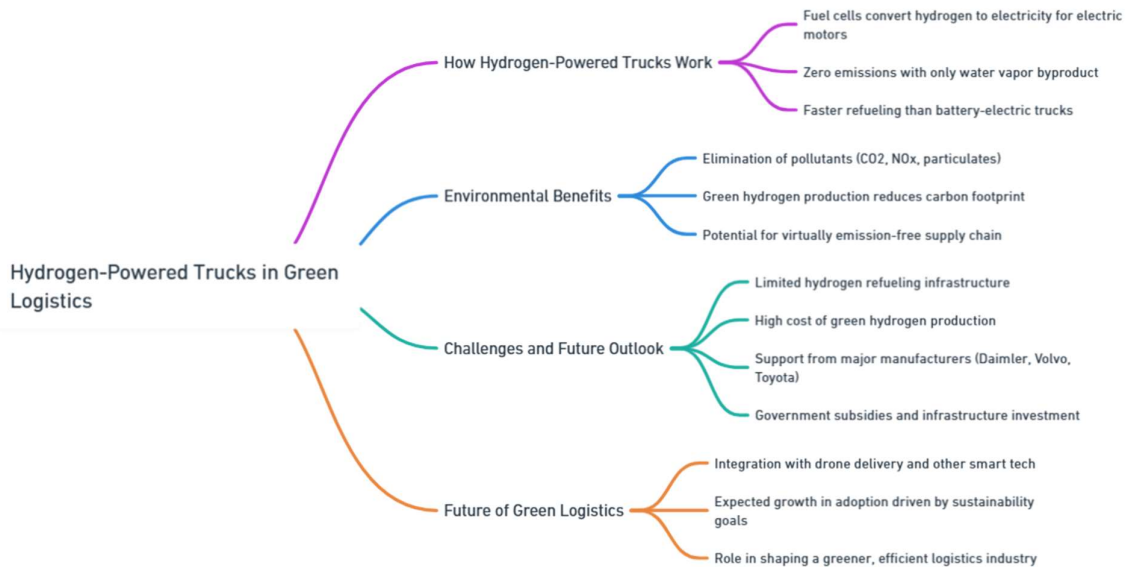 Hydrogen-Powered Trucks in Green
Logistics
How Hydrogen-Powered Trucks Work
Fuel cells convert hydrogen to electricity for electric
motors
Zero emissions with only water vapor byproduct
Faster refueling than battery-electric trucks
Environmental Benefits
Elimination of pollutants (CO2, NOx, particulates)
Green hydrogen production reduces carbon footprint
Potential for virtually emission-free supply chain
Challenges and Future Outlook
Limited hydrogen refueling infrastructure
High cost of green hydrogen production
Support from major manufacturers (Daimler, Volvo,
Toyota)
Government subsidies and infrastructure investment
Future of Green Logistics
Integration with drone delivery and other smart tech
Expected growth in adoption driven by sustainability
goals
Role in shaping a greener, efficient logistics industry